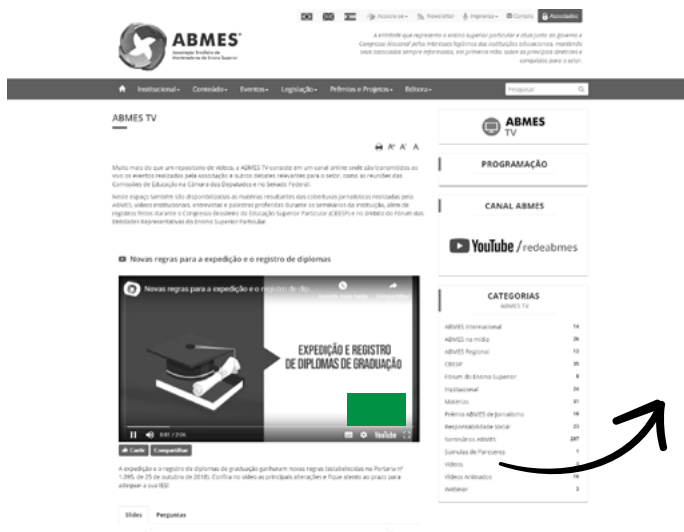 Associe-se Newsletter Imprensa Contato Associados
ABMES
Associação Brasileira de
Mantenedoras de Ensino Superior
A entidade que representa o ensino superior particular e atua junto ao governo e
Congresso Nacional pelos interesses legítimos das instituições educacionais, mantendo
seus associados sempre informados, em primeira mão, sobre as principais diretrizes e
conquistas para o setor.
Institucional Conteúdo Eventos Legislação Prêmios e Projetos Editora Pesquisar
ABMES TV
A+ A A
Muito mais do que um repositório de vídeos, a ABMES TV consiste em um canal online onde são transmitidos ao
vivo os eventos realizados pela Associação e outros debates relevantes para o setor, como as reuniões das
Comissões de Educação na Câmara dos Deputados e no Senado Federal.
Neste espaço também são disponibilizadas as matérias resultantes das coberturas jornalísticas realizadas pela
ABMES, vídeos institucionais, entrevistas e palestras proferidas durante os seminários da instituição, além de
registros feitos durante o Congresso Brasileiro da Educação Superior Particular (CBESP) e no âmbito do Fórum das
Entidades Representativas do Ensino Superior Particular.
Novas regras para a expedição e o registro de diplomas
Novas regras para a expedição e o registro de dip...
EXPEDIÇÃO E REGISTRO
DE DIPLOMAS DE GRADUAÇÃO
0:01 / 2:06 YouTube
Curtir Compartilhar
A expedição e o registro de diplomas de graduação ganharam novas regras (estabelecidas na Portaria nº
1.095, de 25 de outubro de 2018). Confira no vídeo as principais alterações e fique atento ao prazo para
adequar a sua IES!
Slides Perguntas
ABMES
TV
PROGRAMAÇÃO
CANAL ABMES
YouTube /redeabmes
CATEGORIAS
ABMES TV
ABMES Internacional 14
ABMES na mídia 26
ABMES Regional 13
CBESP 35
Fórum do Ensino Superior 8
Institucional 24
Matérias 31
Prêmio ABMES de Jornalismo 19
Responsabilidade Social 23
Seminários ABMES 287
Súmulas de Pareceres 1
Vídeos
Vídeos Animados 16
Webinar 3